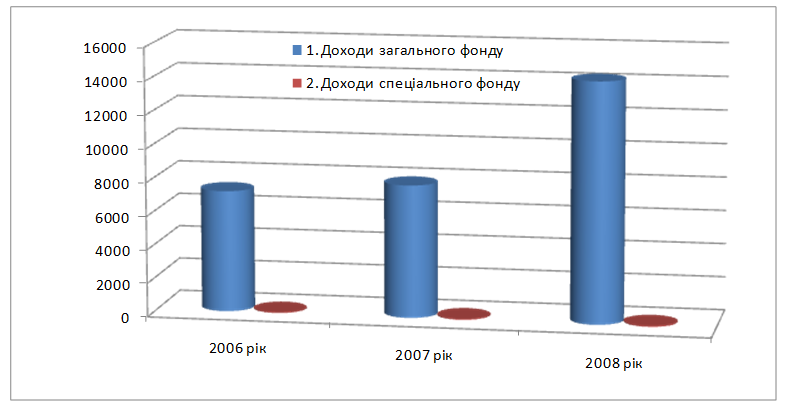 16000
14000
12000
10000
8000
6000
4000
2000
0
1. Доходи загального фонду
2. Доходи спеціального фонду
2006 рік
2007 рік
2008 рік